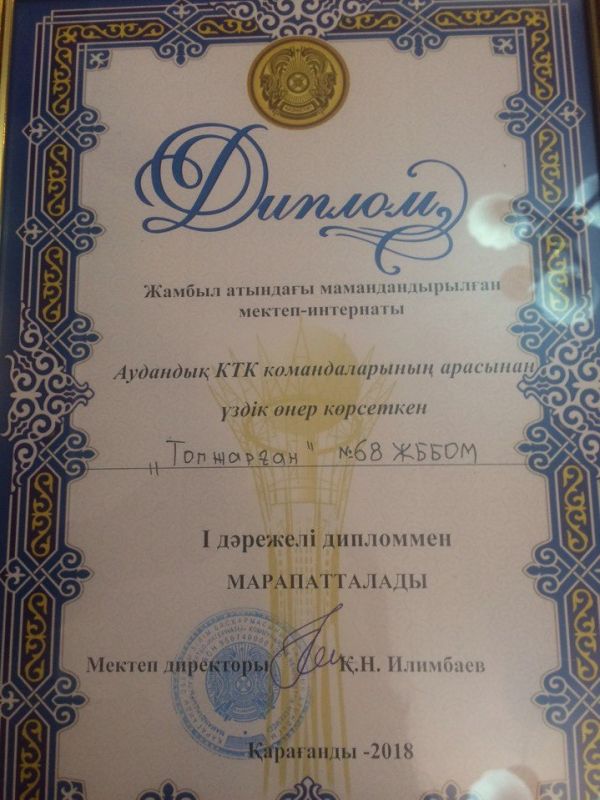 Диплом
Жамбыл атындағы мамандандырылған
мектеп-интернаты
Аудандық КТК командаларының арасынан
үздік өнер көрсеткен
„Топжарған" №68 ЖББОМ
І дәрежелі дипломмен
МАРАПАТТАЛАДЫ
Мектеп директоры Қ.Н. Илимбаев
Қарағанды -2018